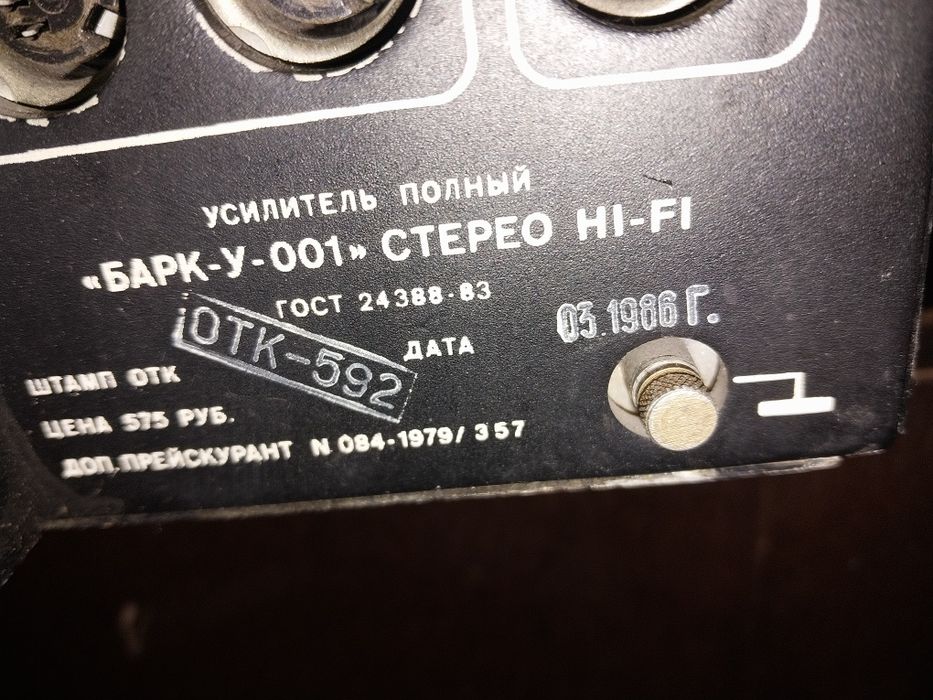 УСИЛИТЕЛЬ ПОЛНЫЙ
«БАРК-У-001» СТЕРЕО HI-FI
ГОСТ 24388-83
ДАТА 03.1986 Г.
ШТАМП ОТК ОТК-592
ЦЕНА 575 РУБ.
ДОП. ПРЕЙСКУРАНТ N 084-1979/ 357